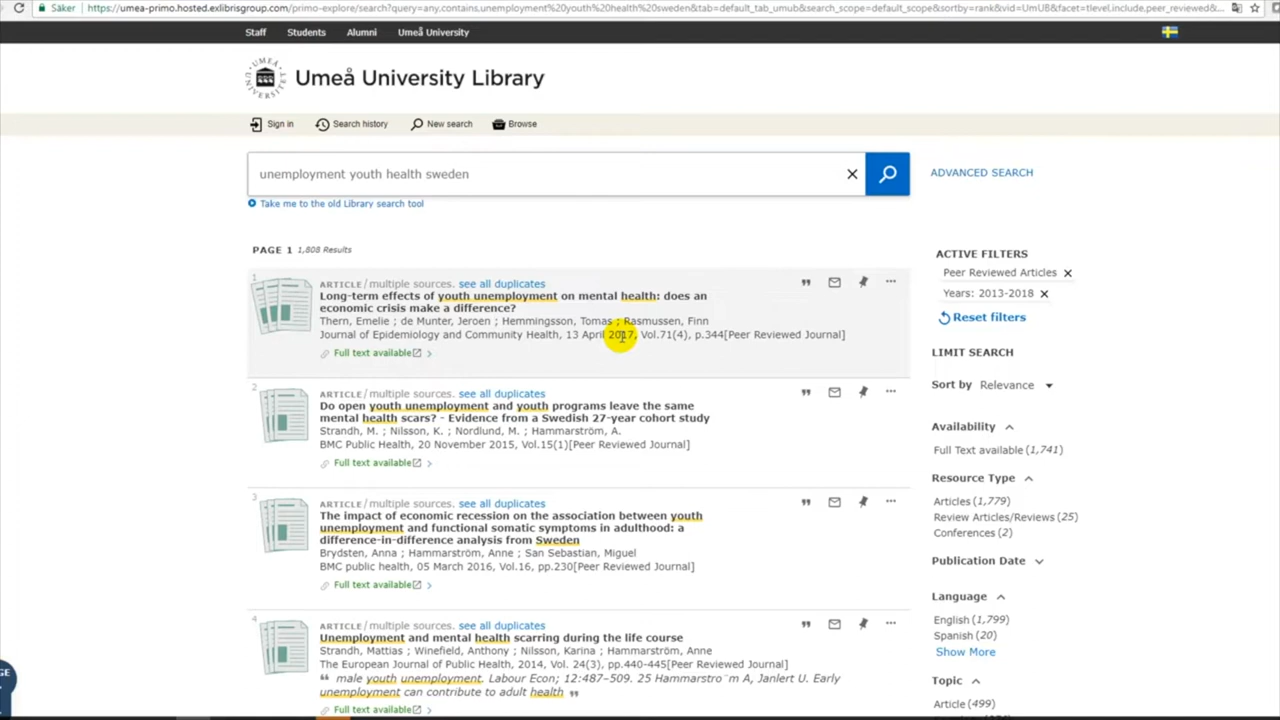 Säker
https://umea-primo.hosted.exlibrisgroup.com/primo-explore/search?query=any.contains.unemployment%20youth%20health%20sweden&tab=default_tab_umub&search_scope=default_scope&sortby=rank&vid=UmUB&facet=tlevel.include.peer_reviewed&...
Staff Students Alumni Umeå University
UMEÅ UNIVERSITY
Umeå University Library
Sign in Search history New search Browse
unemployment youth health sweden
ADVANCED SEARCH
Take me to the old Library search tool
PAGE 1 1,808 Results
1
ARTICLE/multiple sources. see all duplicates
Long-term effects of youth unemployment on mental health: does an
economic crisis make a difference?
Thern, Emelie ; de Munter, Jeroen ; Hemmingsson, Tomas ; Rasmussen, Finn
Journal of Epidemiology and Community Health, 13 April 2017, Vol.71(4), p.344[Peer Reviewed Journal]
Full text available
2
ARTICLE/multiple sources. see all duplicates
Do open youth unemployment and youth programs leave the same
mental health scars? - Evidence from a Swedish 27-year cohort study
Strandh, M. ; Nilsson, K. ; Nordlund, M. ; Hammarström, A.
BMC Public Health, 20 November 2015, Vol.15(1)[Peer Reviewed Journal]
Full text available
3
ARTICLE/multiple sources. see all duplicates
The impact of economic recession on the association between youth
unemployment and functional somatic symptoms in adulthood: a
difference-in-difference analysis from Sweden
Brydsten, Anna ; Hammarström, Anne ; San Sebastian, Miguel
BMC public health, 05 March 2016, Vol.16, pp.230[Peer Reviewed Journal]
Full text available
4
ARTICLE/multiple sources. see all duplicates
Unemployment and mental health scarring during the life course
Strandh, Mattias ; Winefield, Anthony ; Nilsson, Karina ; Hammarström, Anne
The European Journal of Public Health, 2014, Vol. 24(3), pp.440-445[Peer Reviewed Journal]
❝ male youth unemployment. Labour Econ; 12:487–509. 25 Hammarstro¨m A, Janlert U. Early
unemployment can contribute to adult health ❞
Full text available
ACTIVE FILTERS
Peer Reviewed Articles ×
Years: 2013-2018 ×
Reset filters
LIMIT SEARCH
Sort by Relevance
Availability
Full Text available (1,741)
Resource Type
Articles (1,779)
Review Articles/Reviews (25)
Conferences (2)
Publication Date
Language
English (1,799)
Spanish (20)
Show More
Topic
Article (499)